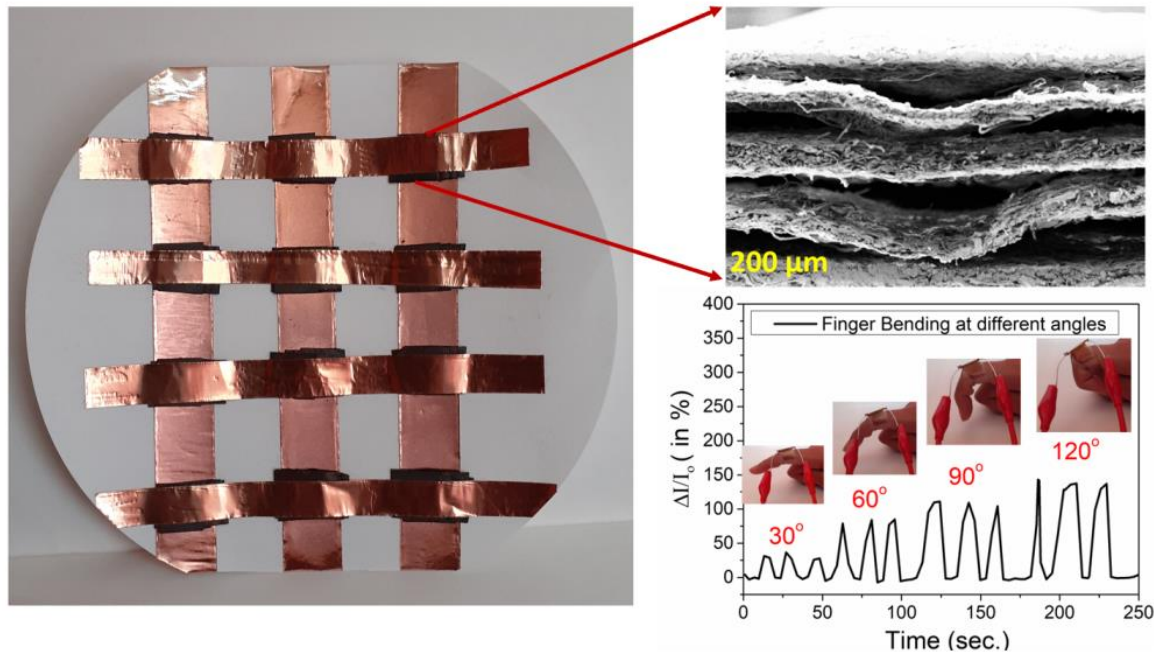 200 μm
400
350
300
250
200
150
100
50
0
ΔI/I₀ ( in %)
Finger Bending at different angles
30°
60°
90°
120°
0 50 100 150 200 250
Time (sec.)